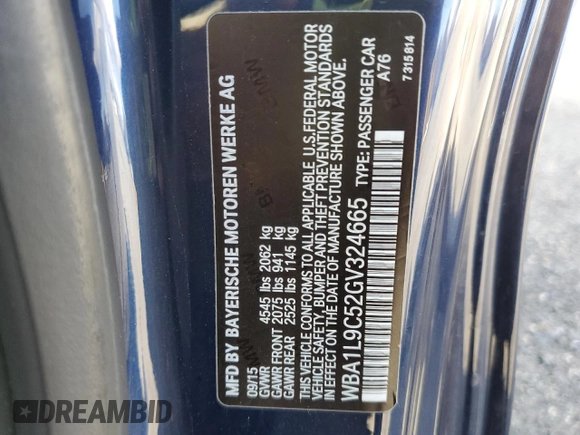 MFD BY BAYERISCHE MOTOREN WERKE AG
09/15
GVWR 4545 lbs 2062 kg
GAWR FRONT 2075 lbs 941 kg
GAWR REAR 2525 lbs 1145 kg
THIS VEHICLE CONFORMS TO ALL APPLICABLE U.S.FEDERAL MOTOR
VEHICLE SAFETY, BUMPER AND THEFT PREVENTION STANDARDS
IN EFFECT ON THE DATE OF MANUFACTURE SHOWN ABOVE.
WBA1L9C52GV324665 TYPE: PASSENGER CAR
A76
7315814
DREAMBID